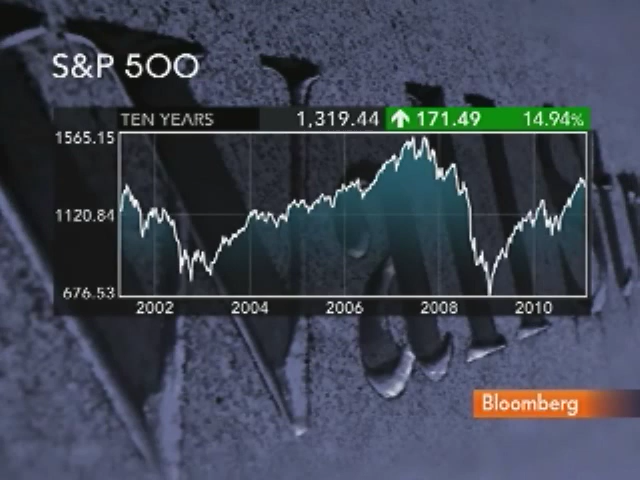 S&P 500
TEN YEARS 1,319.44 171.49 14.94%
1565.15
1120.84
676.53
2002 2004 2006 2008 2010
Bloomberg